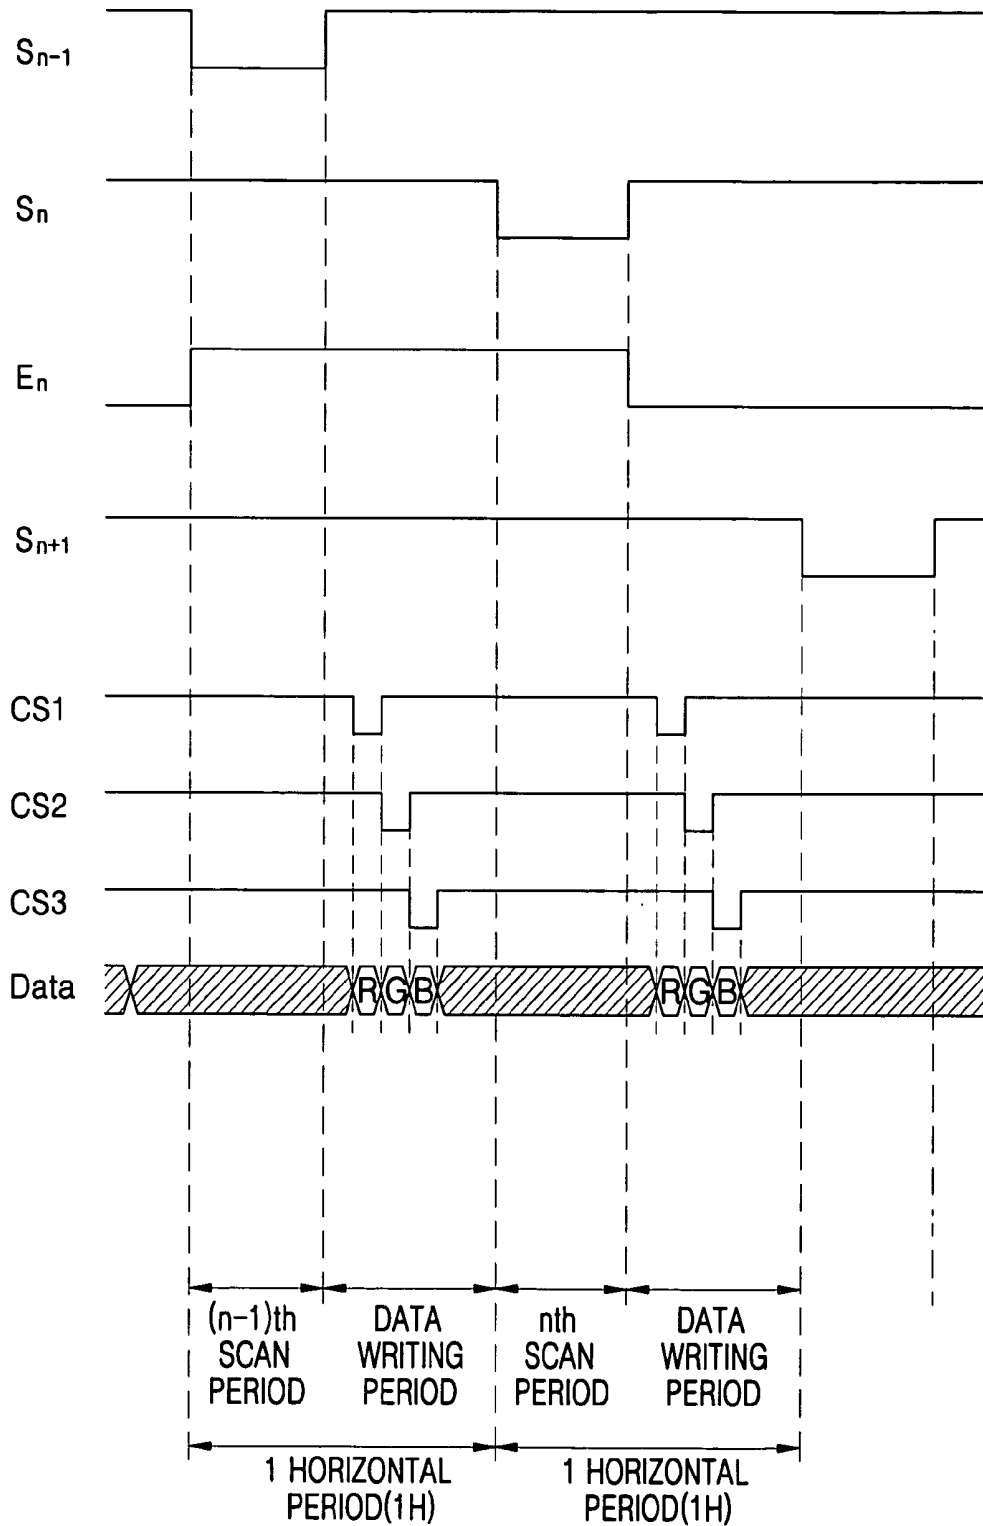 Sn-1
Sn
En
Sn+1
CS1
CS2
CS3
Data R G B R G B
(n-1)th SCAN PERIOD
DATA WRITING PERIOD
nth SCAN PERIOD
DATA WRITING PERIOD
1 HORIZONTAL PERIOD(1H)
1 HORIZONTAL PERIOD(1H)